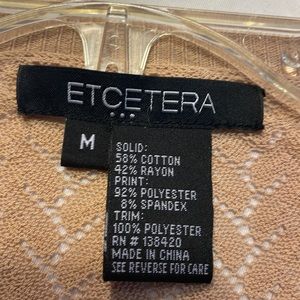 ETCETERA
M
SOLID:
58% COTTON
42% RAYON
PRINT:
92% POLYESTER
8% SPANDEX
TRIM:
100% POLYESTER
RN # 138420
MADE IN CHINA
SEE REVERSE FOR CARE